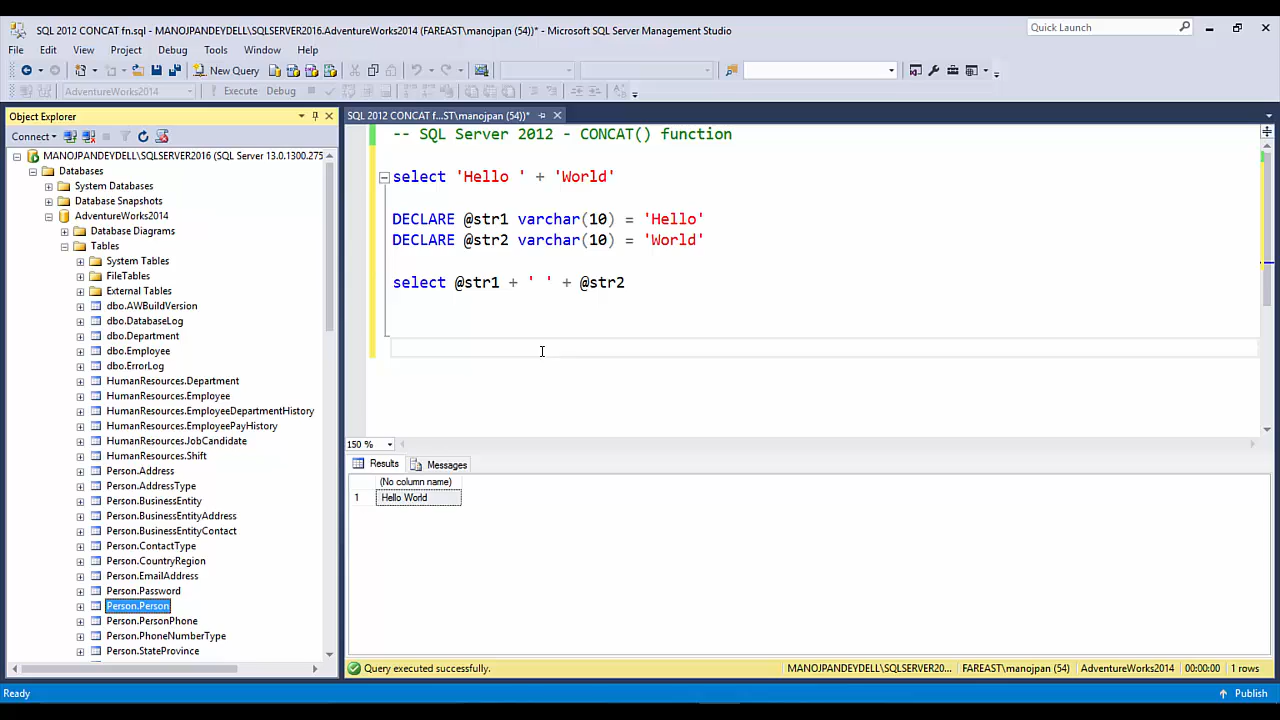 SQL 2012 CONCAT fn.sql - MANOJPANDEYDELL\SQLSERVER2016.AdventureWorks2014 (FAREAST\manojpan (54))* - Microsoft SQL Server Management Studio
Quick Launch
File Edit View Project Debug Tools Window Help
New Query
AdventureWorks2014 Execute Debug
Object Explorer
Connect
MANOJPANDEYDELL\SQLSERVER2016 (SQL Server 13.0.1300.275
Databases
System Databases
Database Snapshots
AdventureWorks2014
Database Diagrams
Tables
System Tables
FileTables
External Tables
dbo.AWBuildVersion
dbo.DatabaseLog
dbo.Department
dbo.Employee
dbo.ErrorLog
HumanResources.Department
HumanResources.Employee
HumanResources.EmployeeDepartmentHistory
HumanResources.EmployeePayHistory
HumanResources.JobCandidate
HumanResources.Shift
Person.Address
Person.AddressType
Person.BusinessEntity
Person.BusinessEntityAddress
Person.BusinessEntityContact
Person.ContactType
Person.CountryRegion
Person.EmailAddress
Person.Password
Person.Person
Person.PersonPhone
Person.PhoneNumberType
Person.StateProvince
SQL 2012 CONCAT f...ST\manojpan (54))*
-- SQL Server 2012 - CONCAT() function
select 'Hello ' + 'World'
DECLARE @str1 varchar(10) = 'Hello'
DECLARE @str2 varchar(10) = 'World'
select @str1 + ' ' + @str2
150 %
Results Messages
(No column name)
1 Hello World
Query executed successfully. MANOJPANDEYDELL\SQLSERVER20... FAREAST\manojpan (54) AdventureWorks2014 00:00:00 1 rows
Ready Publish